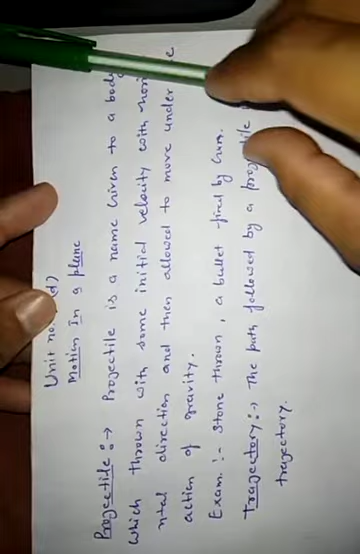 Unit no. d)
Motion In a plane
Projectile :→ Projectile is a name Given to a body
which thrown with some initial velocity with hori
ntal direction and then allowed to move under
action of gravity.
Exam :- Stone thrown, a bullet fired by Gun.
Trajectory :→ The path followed by a projectile
trajectory.